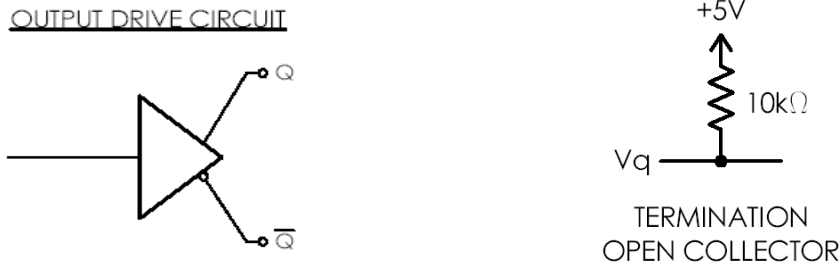 OUTPUT DRIVE CIRCUIT
+5V
Q
10kΩ
Vq
Q̅
TERMINATION
OPEN COLLECTOR